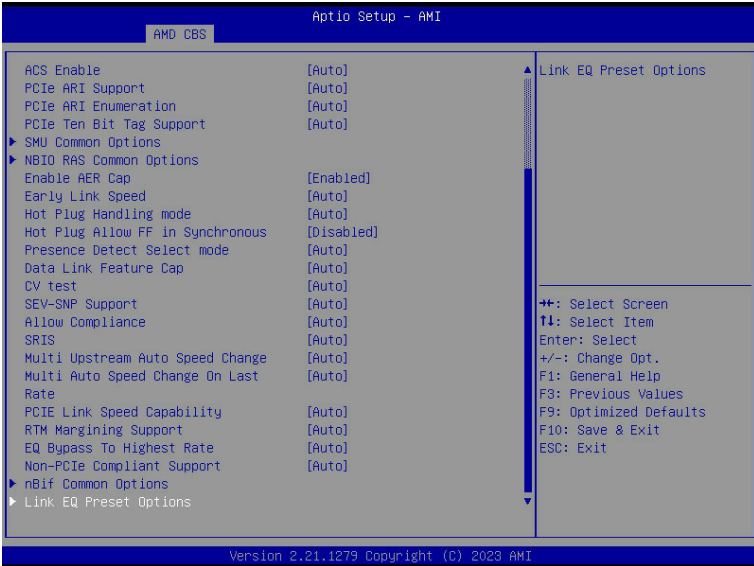 Aptio Setup – AMI
AMD CBS
ACS Enable [Auto]
PCIe ARI Support [Auto]
PCIe ARI Enumeration [Auto]
PCIe Ten Bit Tag Support [Auto]
SMU Common Options
NBIO RAS Common Options
Enable AER Cap [Enabled]
Early Link Speed [Auto]
Hot Plug Handling mode [Auto]
Hot Plug Allow FF in Synchronous [Disabled]
Presence Detect Select mode [Auto]
Data Link Feature Cap [Auto]
CV test [Auto]
SEV-SNP Support [Auto]
Allow Compliance [Auto]
SRIS [Auto]
Multi Upstream Auto Speed Change [Auto]
Multi Auto Speed Change On Last [Auto]
Rate
PCIE Link Speed Capability [Auto]
RTM Margining Support [Auto]
EQ Bypass To Highest Rate [Auto]
Non-PCIe Compliant Support [Auto]
nBif Common Options
Link EQ Preset Options
Link EQ Preset Options
→←: Select Screen
↑↓: Select Item
Enter: Select
+/-: Change Opt.
F1: General Help
F3: Previous Values
F9: Optimized Defaults
F10: Save & Exit
ESC: Exit
Version 2.21.1279 Copyright (C) 2023 AMI